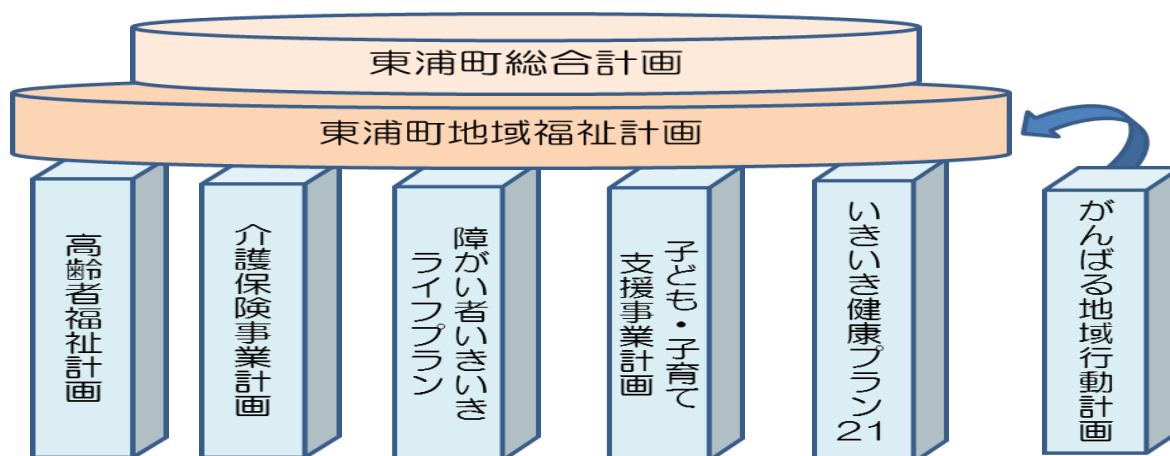 東浦町総合計画
東浦町地域福祉計画
高齢者福祉計画
介護保険事業計画
障がい者いきいき
ライフプラン
子ども・子育て
支援事業計画
いきいき健康プラン
21
がんばる地域行動計画